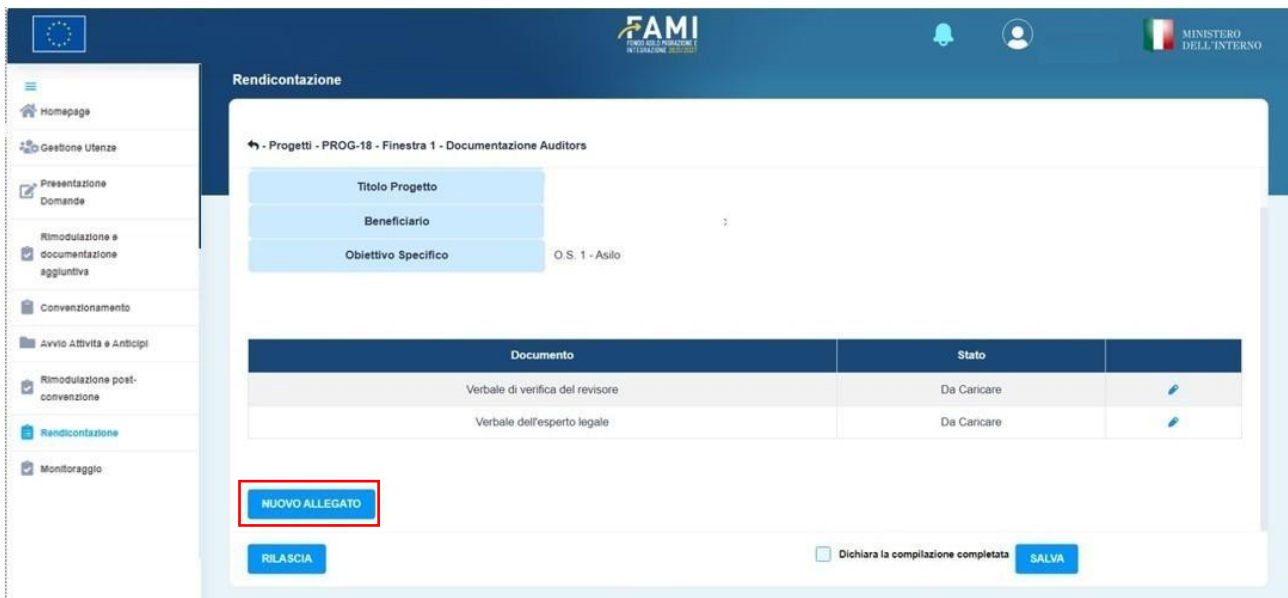 FAMI
FONDO ASILO MIGRAZIONE E
INTEGRAZIONE 2021/2027
MINISTERO
DELL'INTERNO
Rendicontazione
Homepage
Gestione Utenze
Presentazione
Domande
Rimodulazione e
documentazione
aggiuntiva
Convenzionamento
Avvio Attività e Anticipi
Rimodulazione post-
convenzione
Rendicontazione
Monitoraggio
- Progetti - PROG-18 - Finestra 1 - Documentazione Auditors
Titolo Progetto
Beneficiario
Obiettivo Specifico O.S. 1 - Asilo
Documento Stato
Verbale di verifica del revisore Da Caricare
Verbale dell'esperto legale Da Caricare
NUOVO ALLEGATO
RILASCIA Dichiara la compilazione completata SALVA